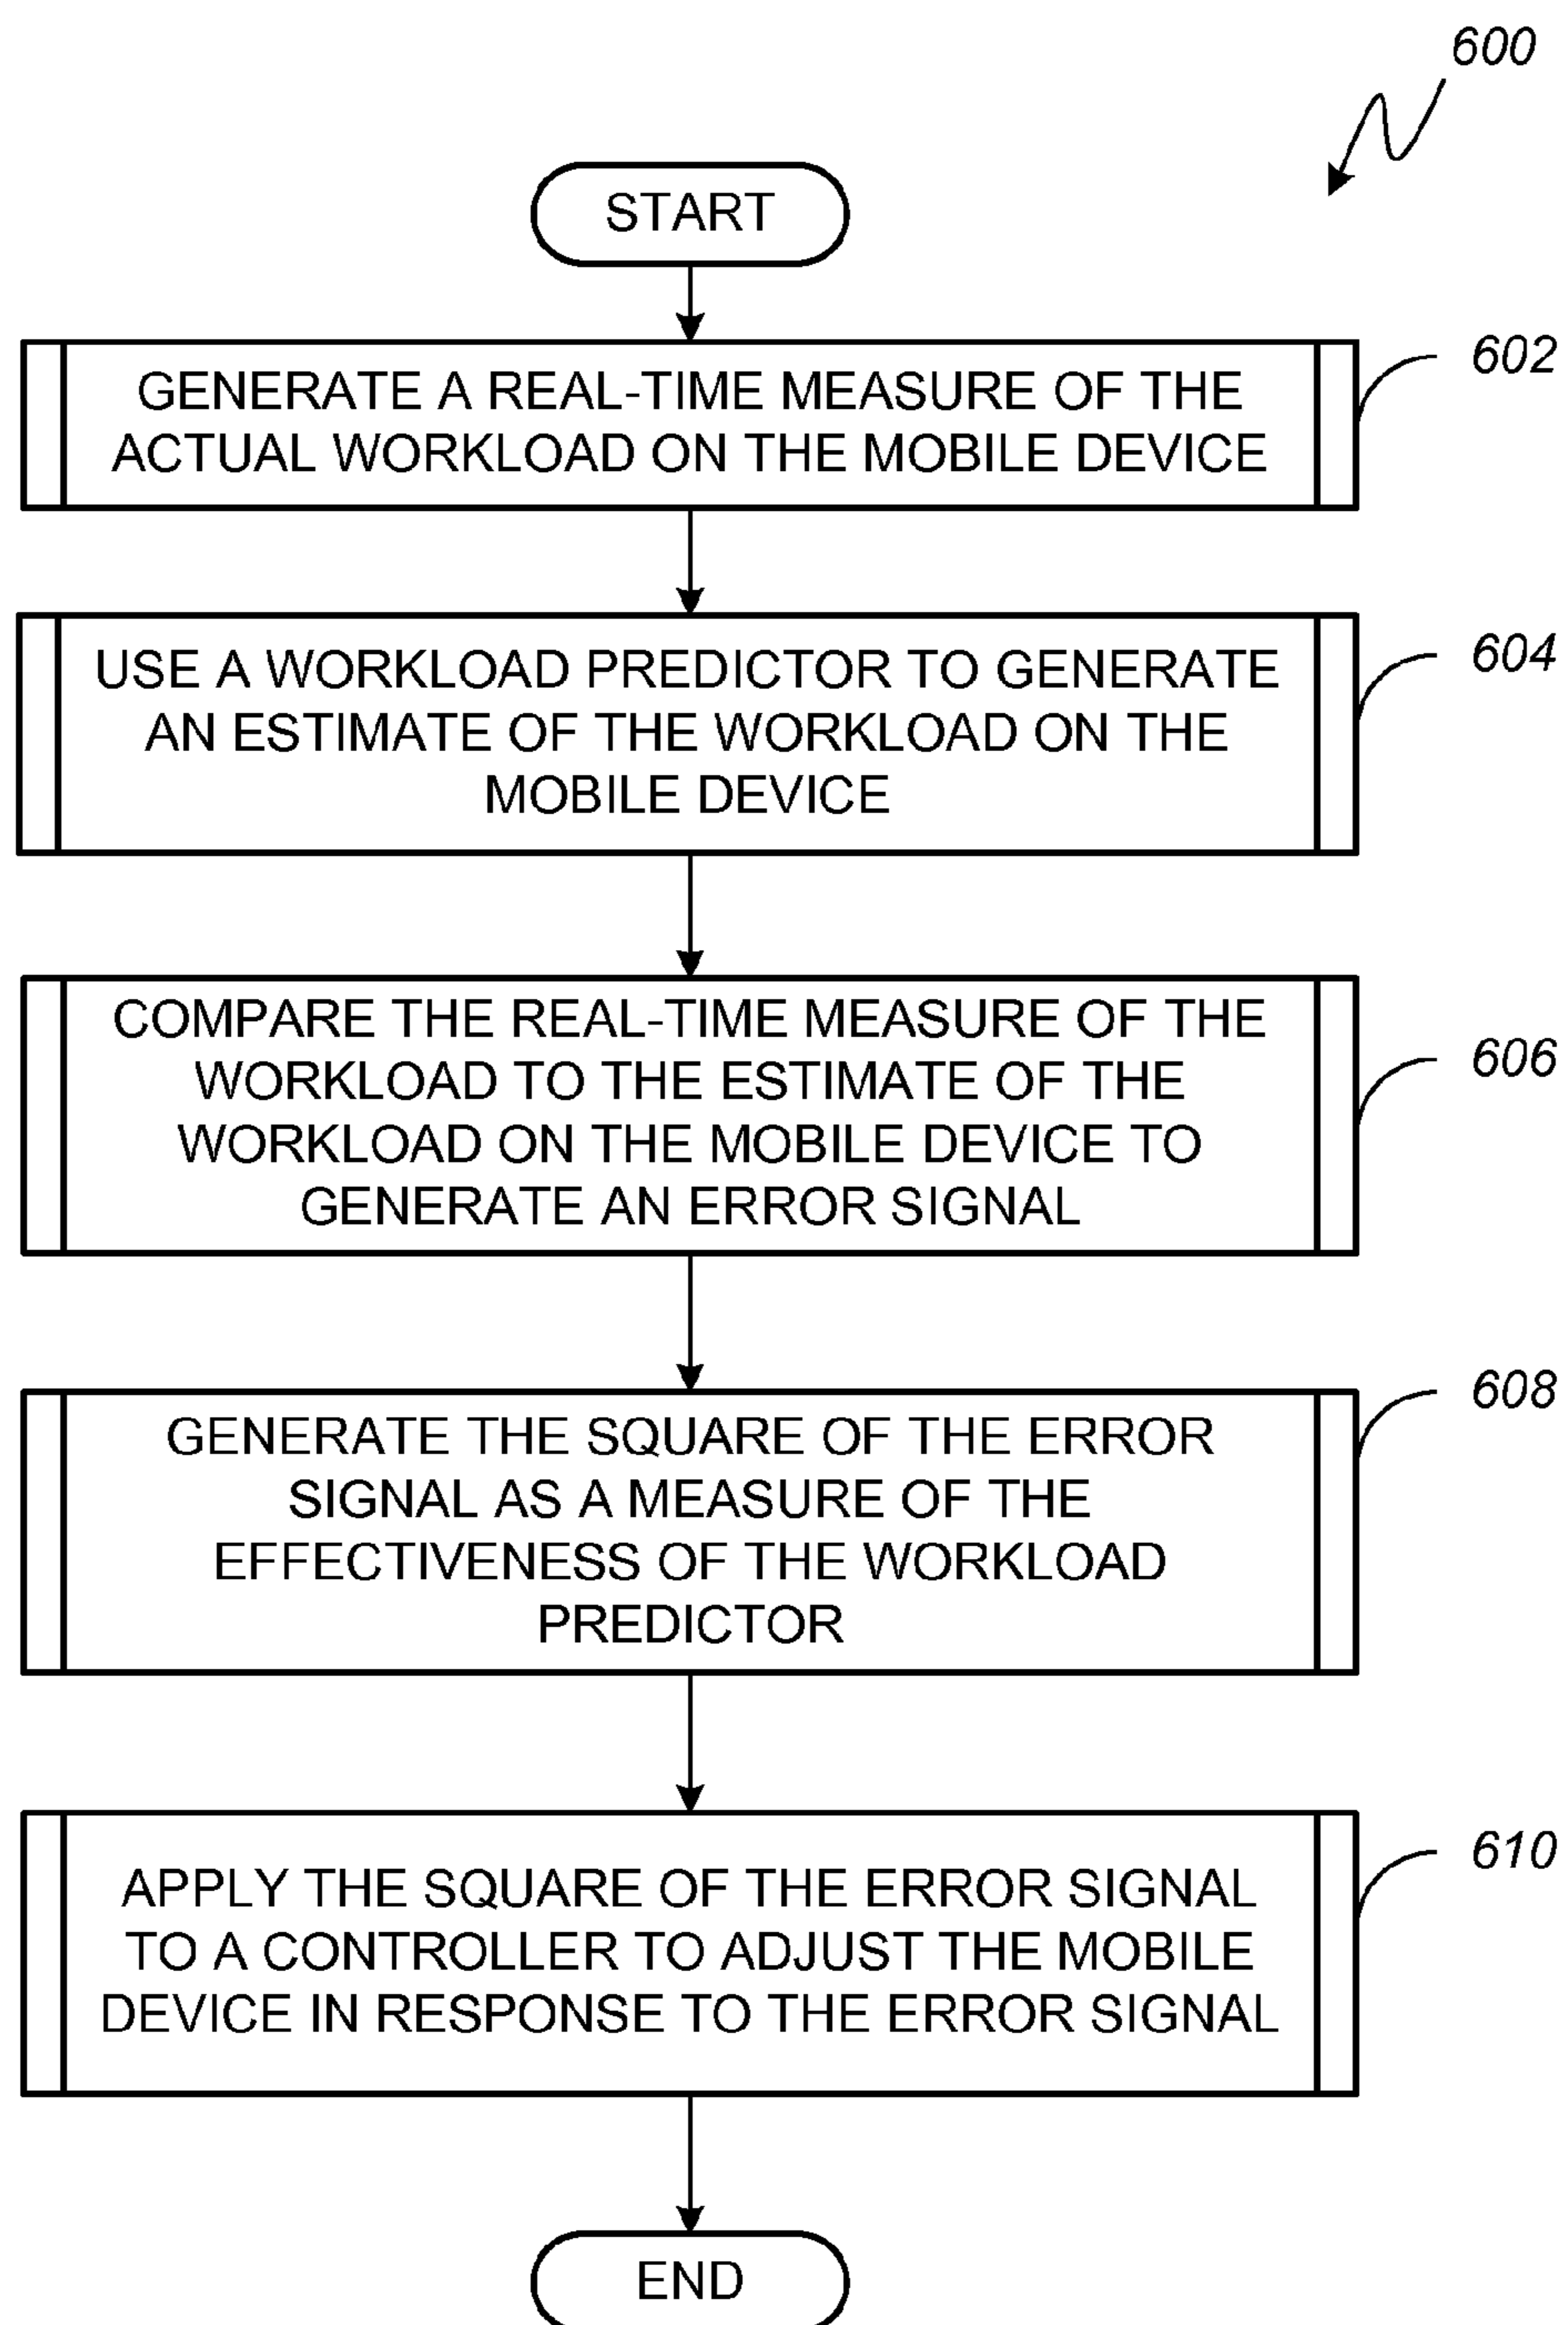 600
START
602
GENERATE A REAL-TIME MEASURE OF THE
ACTUAL WORKLOAD ON THE MOBILE DEVICE
604
USE A WORKLOAD PREDICTOR TO GENERATE
AN ESTIMATE OF THE WORKLOAD ON THE
MOBILE DEVICE
606
COMPARE THE REAL-TIME MEASURE OF THE
WORKLOAD TO THE ESTIMATE OF THE
WORKLOAD ON THE MOBILE DEVICE TO
GENERATE AN ERROR SIGNAL
608
GENERATE THE SQUARE OF THE ERROR
SIGNAL AS A MEASURE OF THE
EFFECTIVENESS OF THE WORKLOAD
PREDICTOR
610
APPLY THE SQUARE OF THE ERROR SIGNAL
TO A CONTROLLER TO ADJUST THE MOBILE
DEVICE IN RESPONSE TO THE ERROR SIGNAL
END